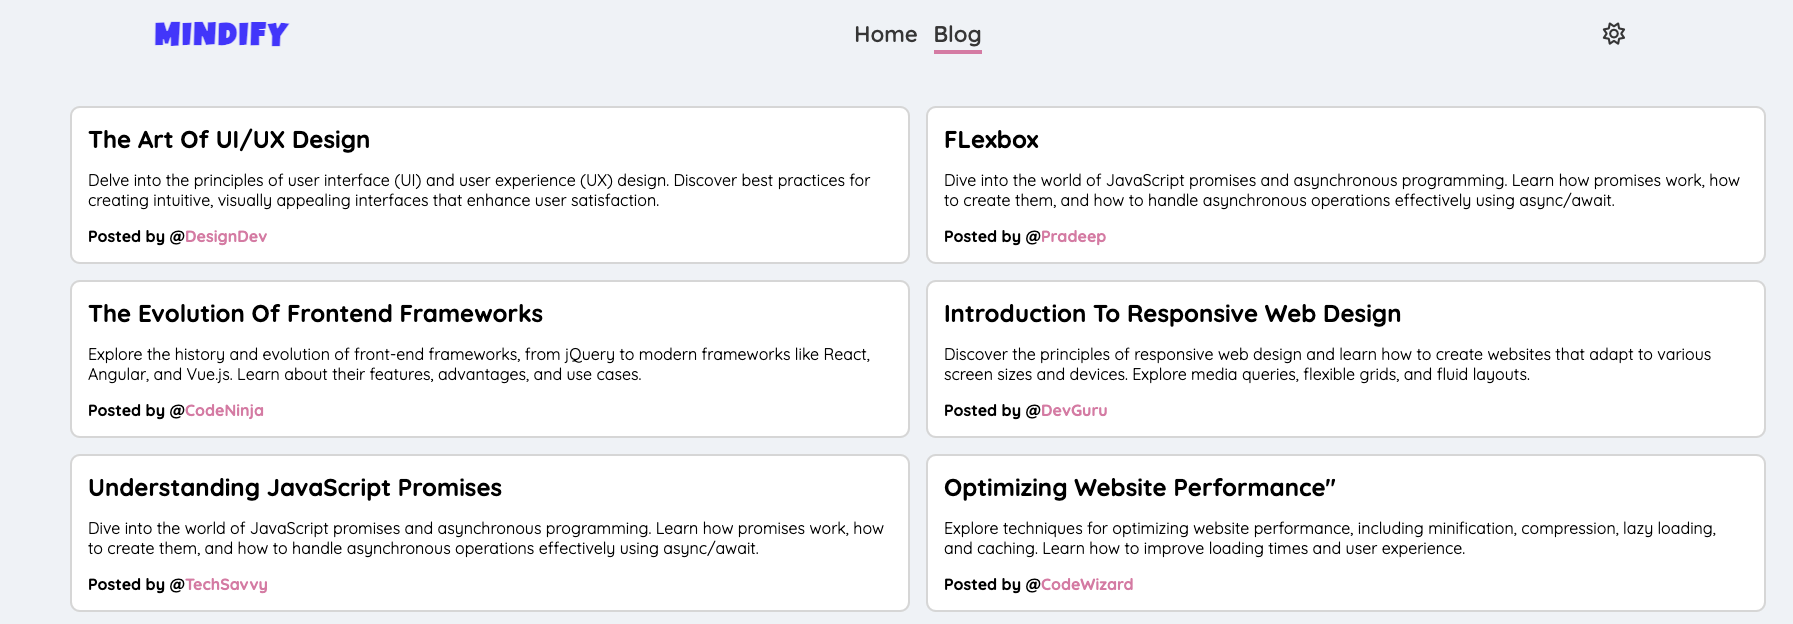 MINDIFY
Home Blog
The Art Of UI/UX Design
Delve into the principles of user interface (UI) and user experience (UX) design. Discover best practices for
creating intuitive, visually appealing interfaces that enhance user satisfaction.
Posted by @DesignDev
FLexbox
Dive into the world of JavaScript promises and asynchronous programming. Learn how promises work, how
to create them, and how to handle asynchronous operations effectively using async/await.
Posted by @Pradeep
The Evolution Of Frontend Frameworks
Explore the history and evolution of front-end frameworks, from jQuery to modern frameworks like React,
Angular, and Vue.js. Learn about their features, advantages, and use cases.
Posted by @CodeNinja
Introduction To Responsive Web Design
Discover the principles of responsive web design and learn how to create websites that adapt to various
screen sizes and devices. Explore media queries, flexible grids, and fluid layouts.
Posted by @DevGuru
Understanding JavaScript Promises
Dive into the world of JavaScript promises and asynchronous programming. Learn how promises work, how
to create them, and how to handle asynchronous operations effectively using async/await.
Posted by @TechSavvy
Optimizing Website Performance"
Explore techniques for optimizing website performance, including minification, compression, lazy loading,
and caching. Learn how to improve loading times and user experience.
Posted by @CodeWizard